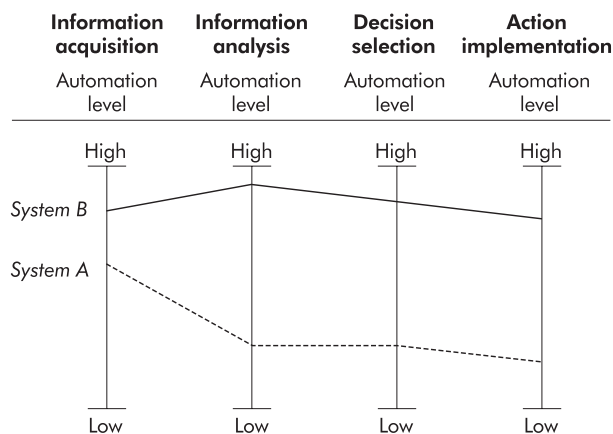 Information Information Decision Action
acquisition analysis selection implementation
Automation Automation Automation Automation
level level level level
High High High High
System B
System A
Low Low Low Low